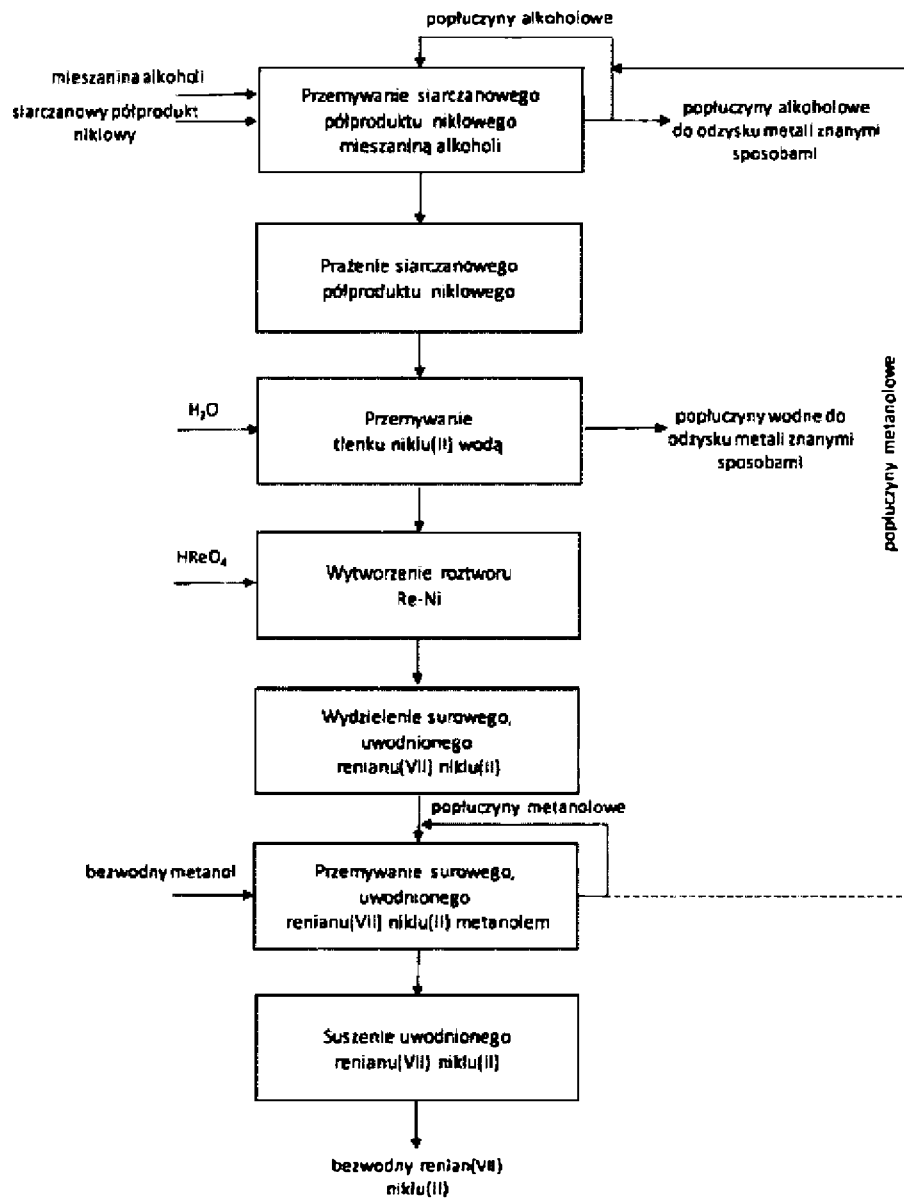 popłuczyny alkoholowe
mieszanina alkoholi
siarczanowy półprodukt
niklowy
Przemywanie siarczanowego
półproduktu niklowego
mieszaniną alkoholi
popłuczyny alkoholowe
do odzysku metali znanymi
sposobami
Prażenie siarczanowego
półproduktu niklowego
H₂O
Przemywanie
tlenku niklu(II) wodą
popłuczyny wodne do
odzysku metali znanymi
sposobami
popłuczyny metanolowe
HReO₄
Wytworzenie roztworu
Re-Ni
Wydzielenie surowego,
uwodnionego
renianu(VII) niklu(II)
popłuczyny metanolowe
bezwodny metanol
Przemywanie surowego,
uwodnionego
renianu(VII) niklu(II) metanolem
Suszenie uwodnionego
renianu(VII) niklu(II)
bezwodny renian(VII)
niklu(II)